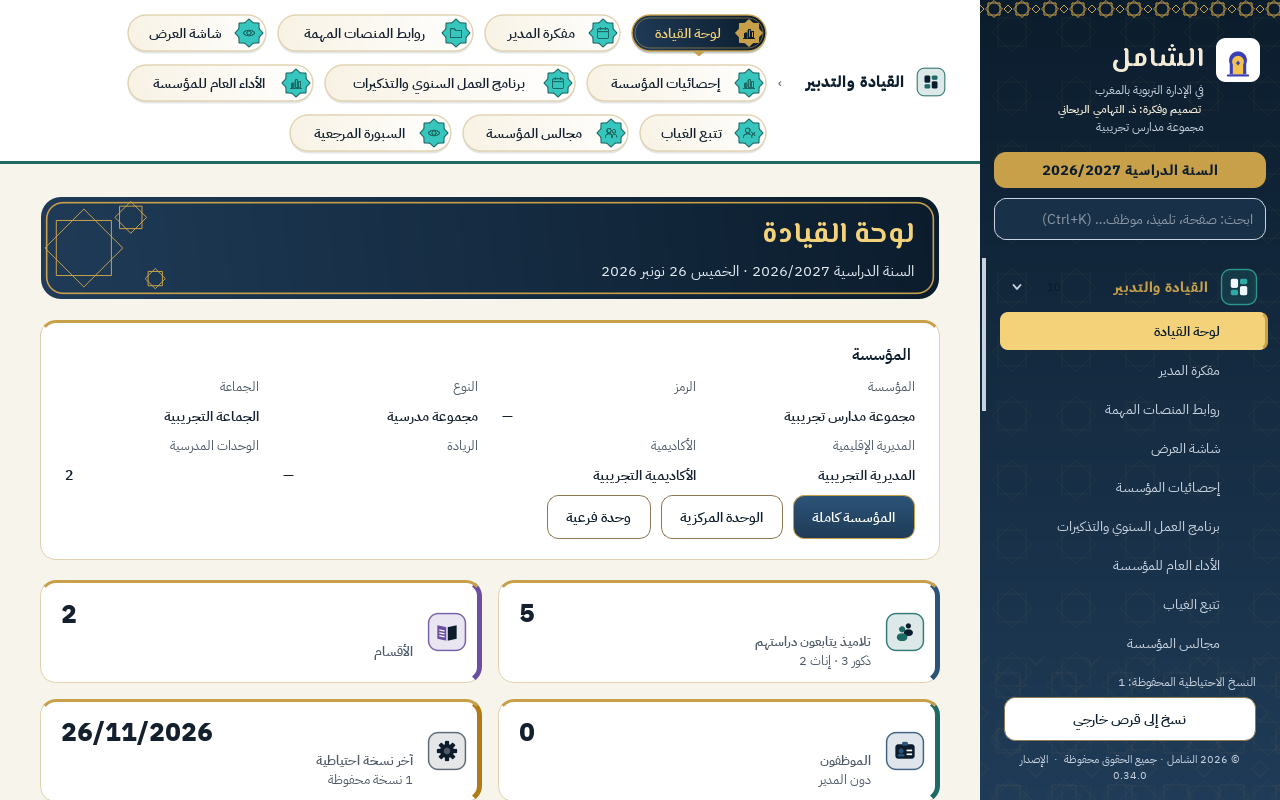 الشامل
في الإدارة التربوية بالمغرب
تصميم وفكرة: ذ. التهامي الريحاني
مجموعة مدارس تجريبية
السنة الدراسية 2026/2027
ابحث: صفحة، تلميذ، موظف... (Ctrl+K)
القيادة والتدبير 10
لوحة القيادة
مفكرة المدير
روابط المنصات المهمة
شاشة العرض
إحصائيات المؤسسة
برنامج العمل السنوي والتذكيرات
الأداء العام للمؤسسة
تتبع الغياب
مجالس المؤسسة
النسخ الاحتياطية المحفوظة: 1
نسخ إلى قرص خارجي
© 2026 الشامل · جميع الحقوق محفوظة · الإصدار
0.34.0
القيادة والتدبير ›
لوحة القيادة
مفكرة المدير
روابط المنصات المهمة
شاشة العرض
إحصائيات المؤسسة
برنامج العمل السنوي والتذكيرات
الأداء العام للمؤسسة
تتبع الغياب
مجالس المؤسسة
السبورة المرجعية
لوحة القيادة
السنة الدراسية 2026/2027 · الخميس 26 نونبر 2026
المؤسسة
المؤسسة
مجموعة مدارس تجريبية
الرمز
—
النوع
مجموعة مدرسية
الجماعة
الجماعة التجريبية
المديرية الإقليمية
المديرية التجريبية
الأكاديمية
الأكاديمية التجريبية
الريادة
—
الوحدات المدرسية
2
المؤسسة كاملة
الوحدة المركزية
وحدة فرعية
5
تلاميذ يتابعون دراستهم
ذكور 3 · إناث 2
2
الأقسام
0
الموظفون
دون المدير
26/11/2026
آخر نسخة احتياطية
1 نسخة محفوظة